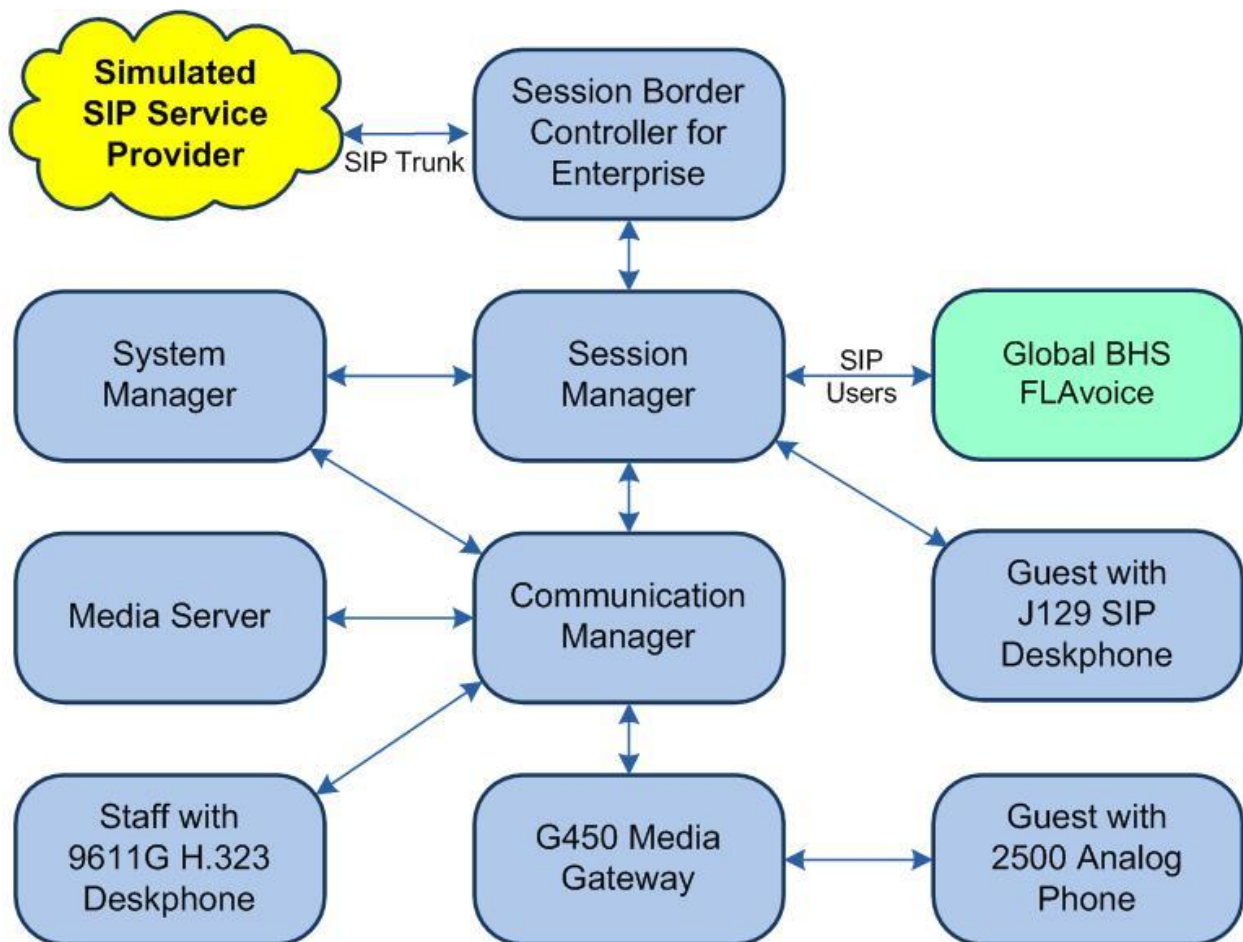 Simulated
SIP Service
Provider
SIP Trunk
Session Border
Controller for
Enterprise
System
Manager
Session
Manager
SIP
Users
Global BHS
FLAvoice
Media Server
Communication
Manager
Guest with
J129 SIP
Deskphone
Staff with
9611G H.323
Deskphone
G450 Media
Gateway
Guest with
2500 Analog
Phone